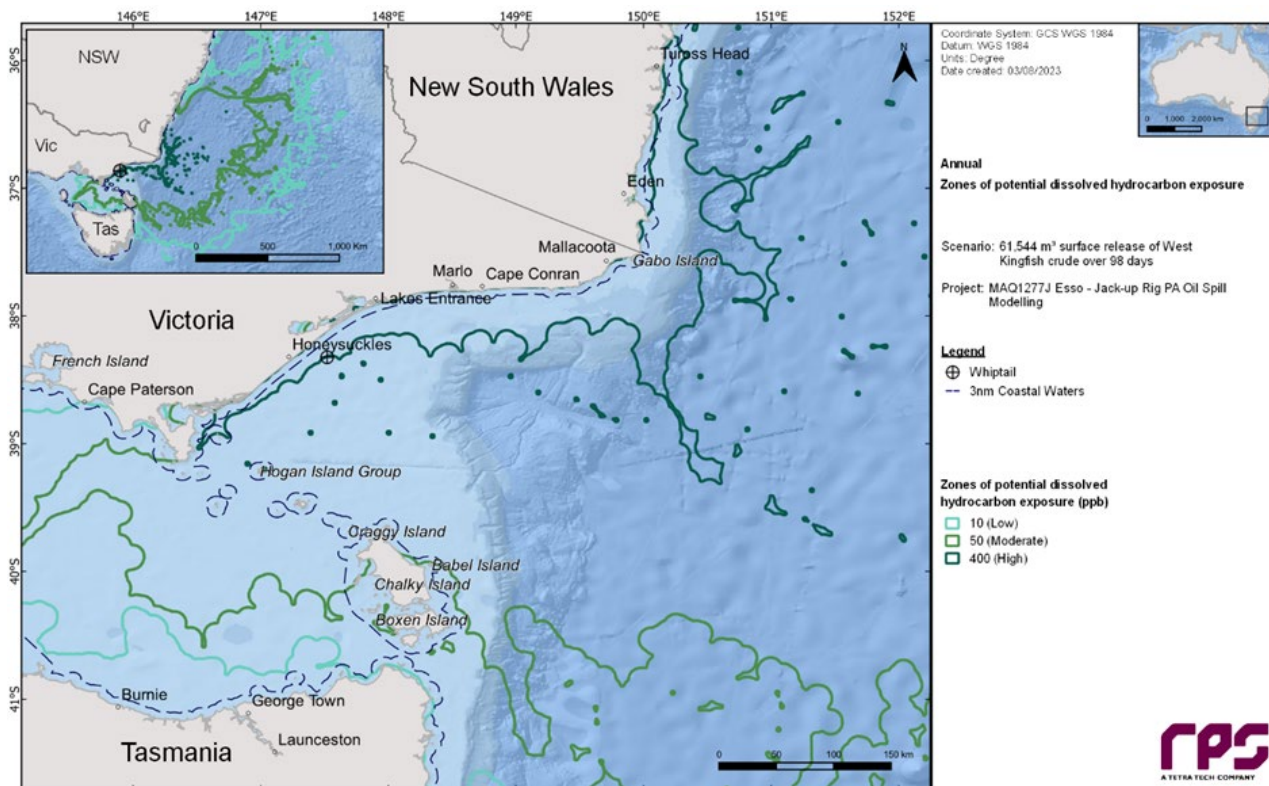 146°E
147°E
148°E
149°E
150°E
151°E
152°E
36°S
37°S
38°S
39°S
40°S
41°S
NSW
Vic
Tas
0 500 1,000 Km
New South Wales
Tuross Head
N
Eden
Mallacoota
Gabo Island
Marlo
Cape Conran
Lakes Entrance
Victoria
Honeysuckles
French Island
Cape Paterson
Hogan Island Group
Craggy Island
Babel Island
Chalky Island
Boxen Island
Burnie
George Town
Launceston
Tasmania
0 50 100 150 km
Coordinate System: GCS WGS 1984
Datum: WGS 1984
Units: Degree
Date created: 03/08/2023
0 1,000 2,000 km
Annual
Zones of potential dissolved hydrocarbon exposure
Scenario: 61,544 m³ surface release of West
Kingfish crude over 98 days
Project: MAQ1277J Esso - Jack-up Rig PA Oil Spill
Modelling
Legend
Whiptail
3nm Coastal Waters
Zones of potential dissolved
hydrocarbon exposure (ppb)
10 (Low)
50 (Moderate)
400 (High)
rps
A TETRA TECH COMPANY